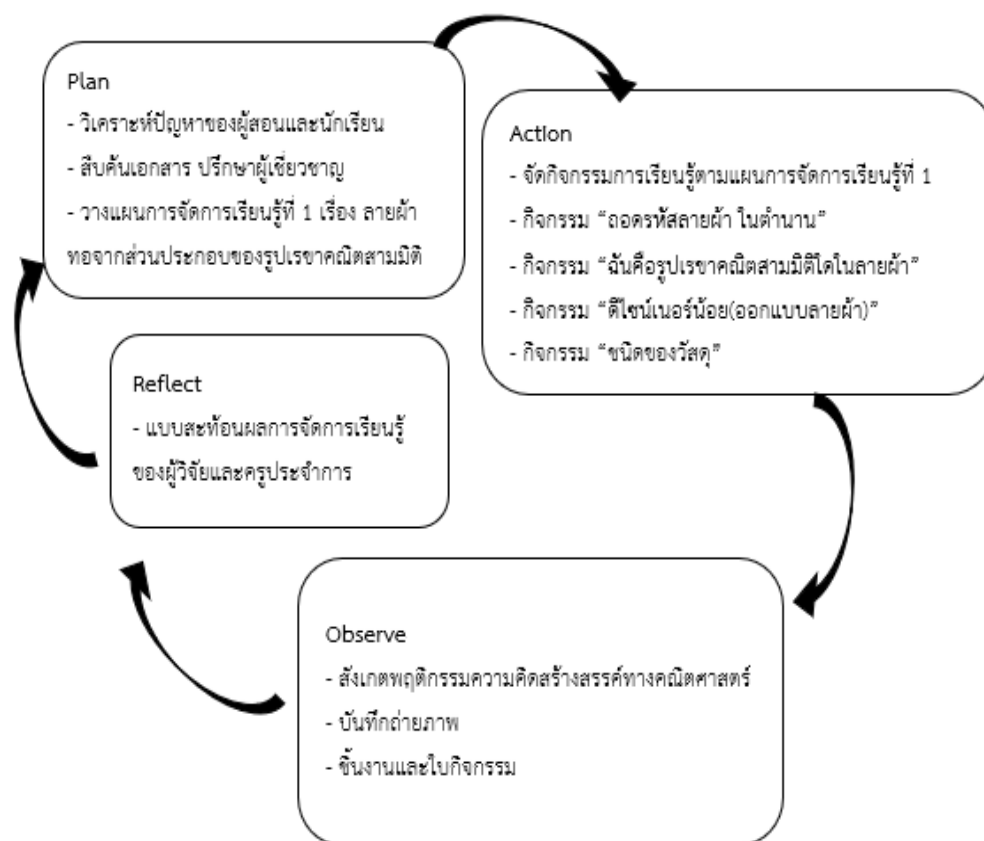 Plan
- วิเคราะห์ปัญหาของผู้สอนและนักเรียน
- สืบค้นเอกสาร ปรึกษาผู้เชี่ยวชาญ
- วางแผนการจัดการเรียนรู้ที่ 1 เรื่อง ลายผ้า
ทอจากส่วนประกอบของรูปเรขาคณิตสามมิติ
Action
- จัดกิจกรรมการเรียนรู้ตามแผนการจัดการเรียนรู้ที่ 1
- กิจกรรม “ถอดรหัสลายผ้า ในตำนาน”
- กิจกรรม “ฉันคือรูปเรขาคณิตสามมิติใดในลายผ้า”
- กิจกรรม “ดีไซน์เนอร์น้อย(ออกแบบลายผ้า)”
- กิจกรรม “ชนิดของวัสดุ”
Reflect
- แบบสะท้อนผลการจัดการเรียนรู้
ของผู้วิจัยและครูประจำการ
Observe
- สังเกตพฤติกรรมความคิดสร้างสรรค์ทางคณิตศาสตร์
- บันทึกถ่ายภาพ
- ชิ้นงานและใบกิจกรรม